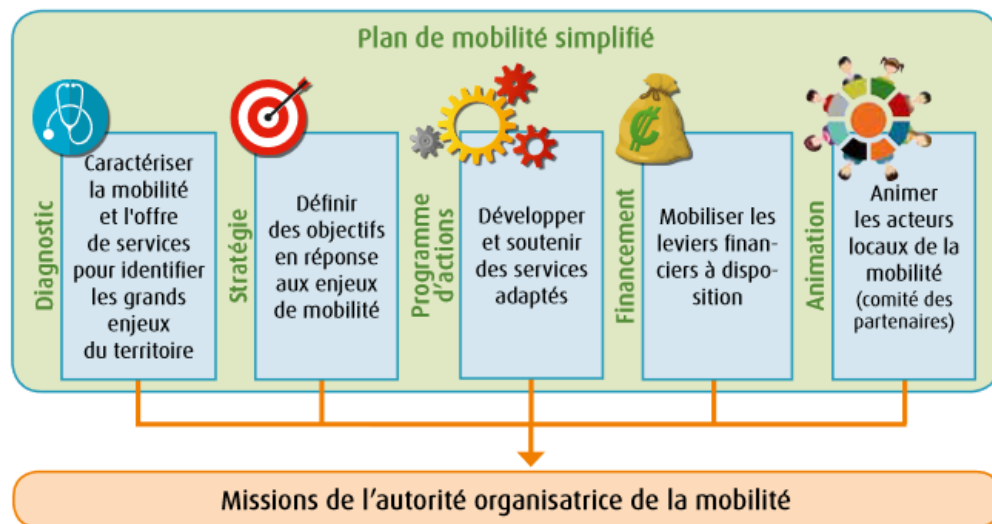 Plan de mobilité simplifié
Diagnostic
Caractériser
la mobilité
et l'offre
de services
pour identifier
les grands
enjeux
du territoire
Stratégie
Définir
des objectifs
en réponse
aux enjeux
de mobilité
Programme
d'actions
Développer
et soutenir
des services
adaptés
Financement
Mobiliser les
leviers finan-
ciers à dispo-
sition
Animation
Animer
les acteurs
locaux de la
mobilité
(comité des
partenaires)
Missions de l'autorité organisatrice de la mobilité